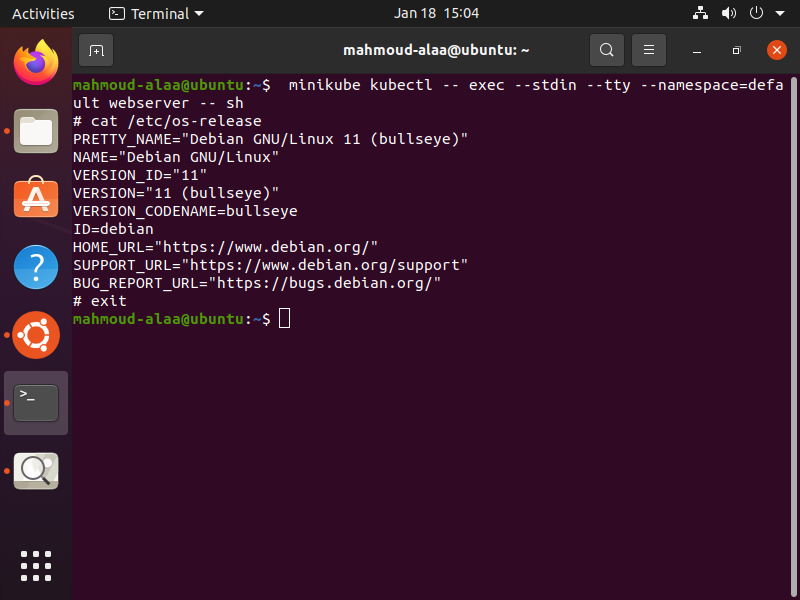 Activities Terminal Jan 18 15:04
mahmoud-alaa@ubuntu: ~
mahmoud-alaa@ubuntu:~$  minikube kubectl -- exec --stdin --tty --namespace=defa
ult webserver -- sh
# cat /etc/os-release
PRETTY_NAME="Debian GNU/Linux 11 (bullseye)"
NAME="Debian GNU/Linux"
VERSION_ID="11"
VERSION="11 (bullseye)"
VERSION_CODENAME=bullseye
ID=debian
HOME_URL="https://www.debian.org/"
SUPPORT_URL="https://www.debian.org/support"
BUG_REPORT_URL="https://bugs.debian.org/"
# exit
mahmoud-alaa@ubuntu:~$